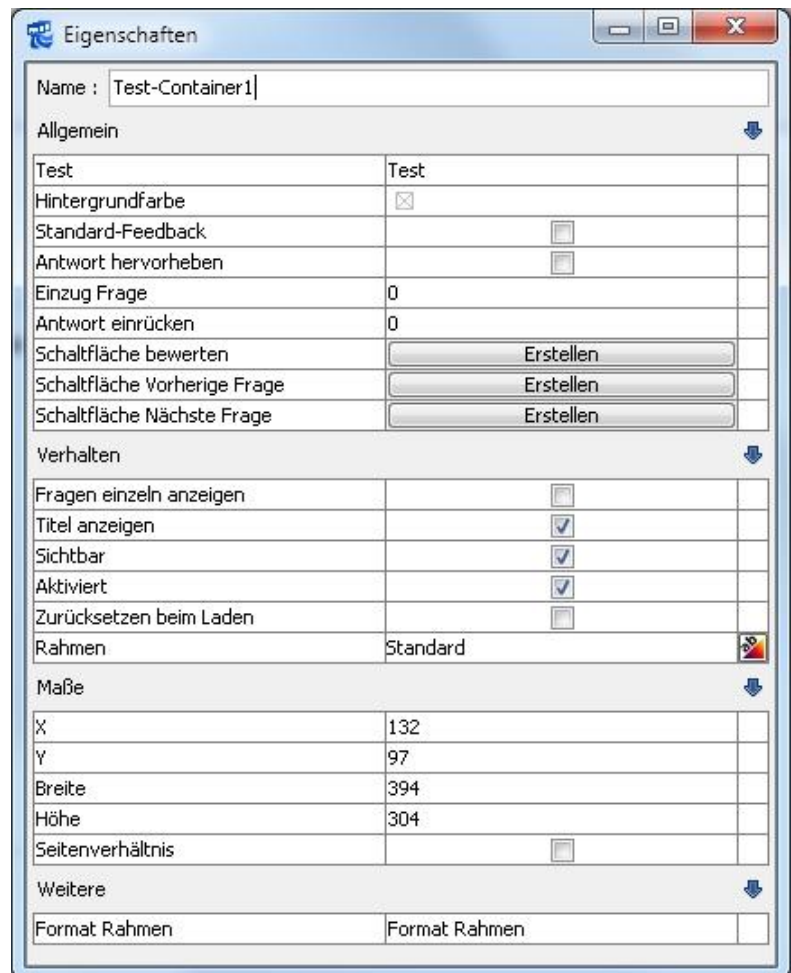 Eigenschaften
Name : Test-Container1
Allgemein
Test Test
Hintergrundfarbe
Standard-Feedback
Antwort hervorheben
Einzug Frage 0
Antwort einrücken 0
Schaltfläche bewerten Erstellen
Schaltfläche Vorherige Frage Erstellen
Schaltfläche Nächste Frage Erstellen
Verhalten
Fragen einzeln anzeigen
Titel anzeigen
Sichtbar
Aktiviert
Zurücksetzen beim Laden
Rahmen Standard
Maße
X 132
Y 97
Breite 394
Höhe 304
Seitenverhältnis
Weitere
Format Rahmen Format Rahmen